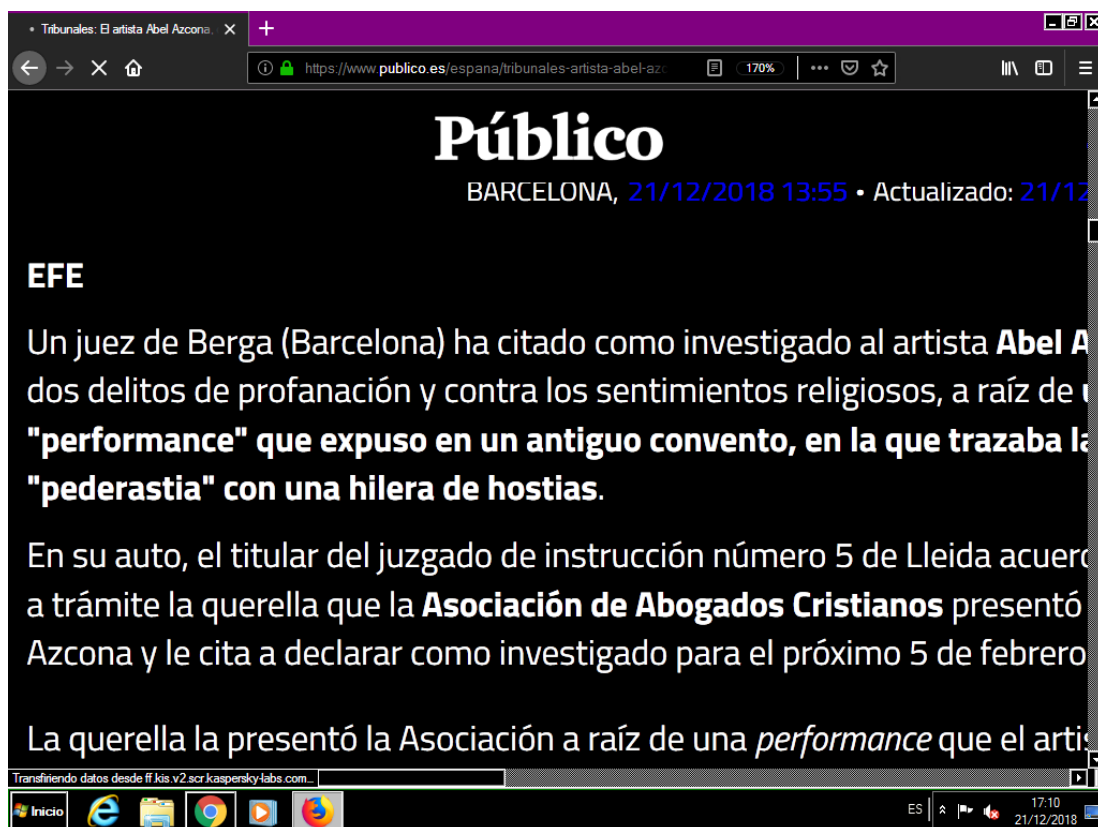 Tribunales: El artista Abel Azcona,
https://www.publico.es/espana/tribunales-artista-abel-azc
170%
Público
BARCELONA, 21/12/2018 13:55 • Actualizado: 21/12
EFE
Un juez de Berga (Barcelona) ha citado como investigado al artista Abel A
dos delitos de profanación y contra los sentimientos religiosos, a raíz de
"performance" que expuso en un antiguo convento, en la que trazaba la
"pederastia" con una hilera de hostias.
En su auto, el titular del juzgado de instrucción número 5 de Lleida acuerd
a trámite la querella que la Asociación de Abogados Cristianos presentó
Azcona y le cita a declarar como investigado para el próximo 5 de febrero
La querella la presentó la Asociación a raíz de una performance que el artis
Transfiriendo datos desde ff.kis.v2.scr.kaspersky-labs.com...
Inicio
ES
17:10
21/12/2018